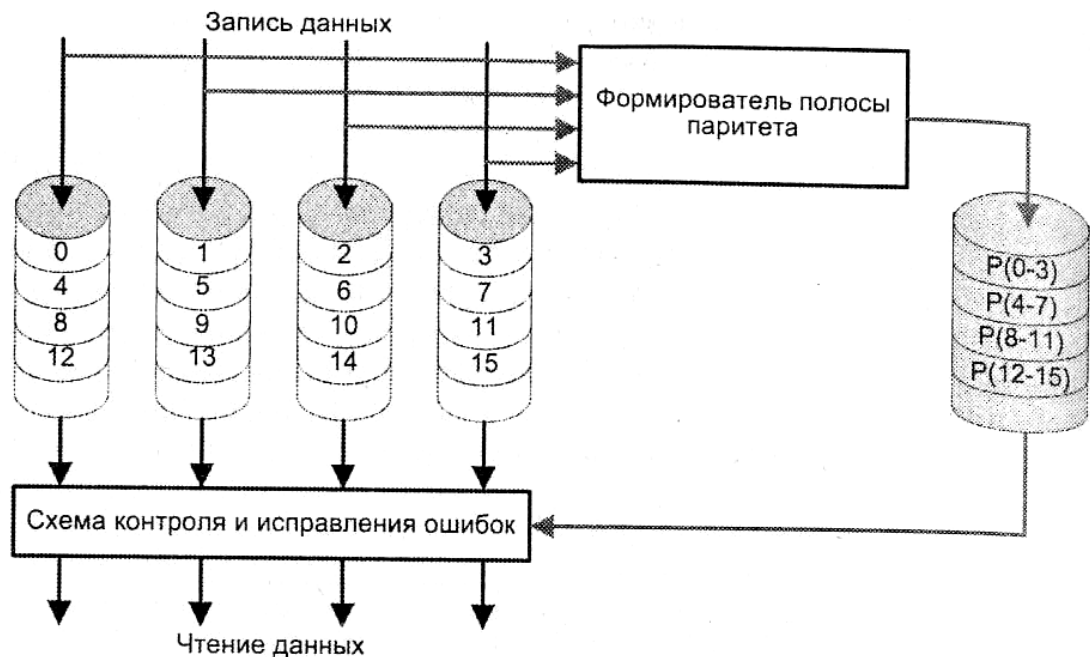 Запись данных
Формирователь полосы
паритета
0
1
2
3
P(0-3)
4
5
6
7
P(4-7)
8
9
10
11
P(8-11)
12
13
14
15
P(12-15)
Схема контроля и исправления ошибок
Чтение данных